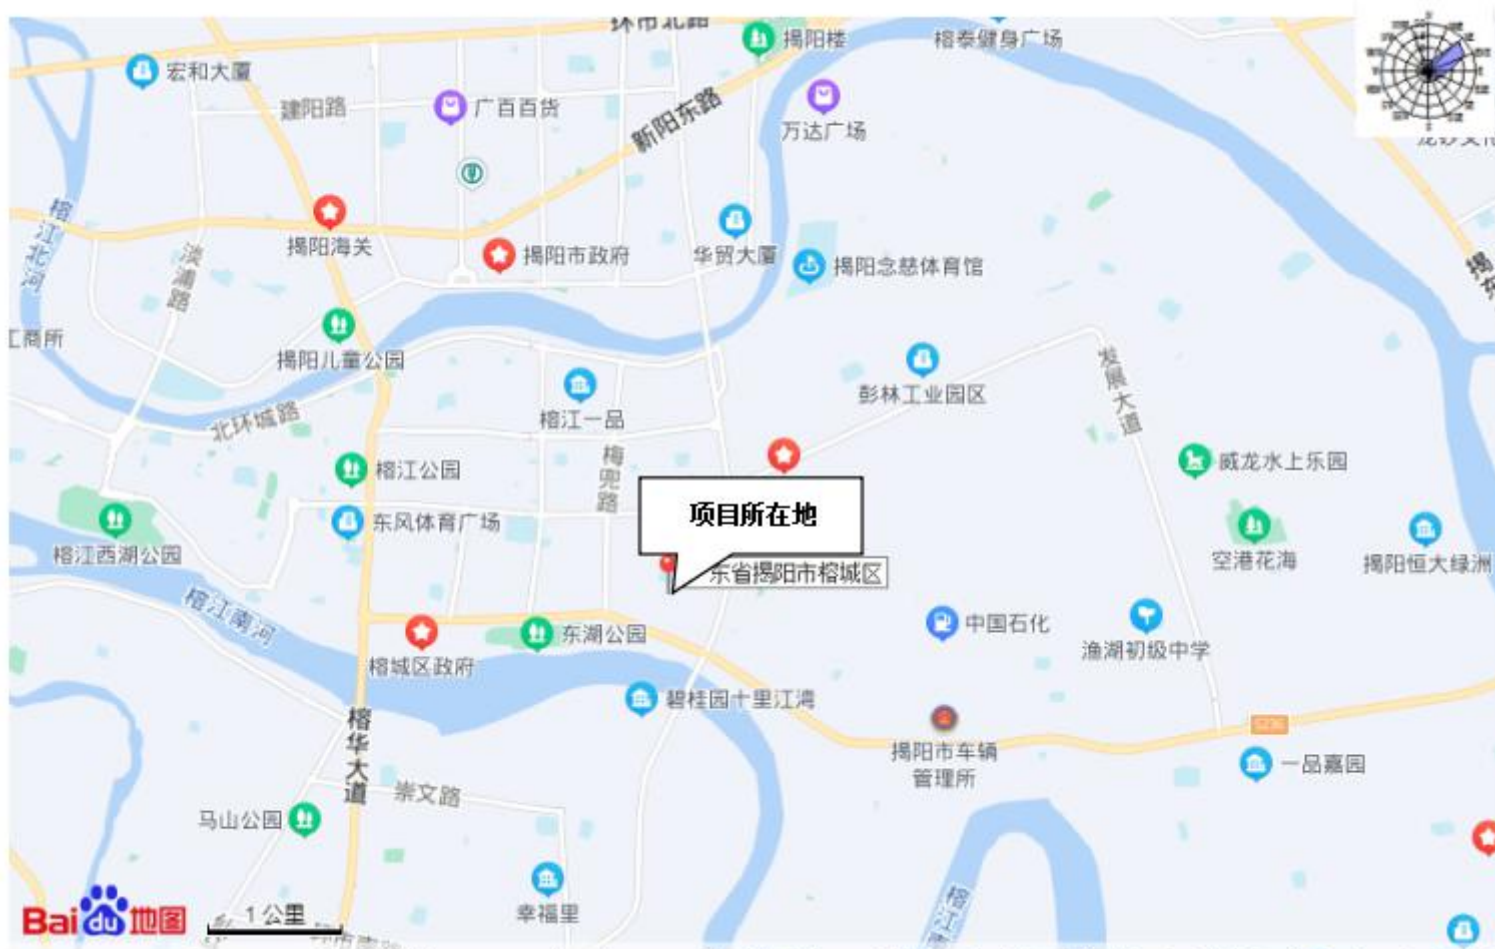 环市北路
揭阳楼
榕泰健身广场
宏和大厦
建阳路
广百百货
新阳东路
万达广场
榕江北河
揭阳海关
淡浦路
揭阳市政府
华贸大厦
揭阳念慈体育馆
揭东
工商所
揭阳儿童公园
彭林工业园区
发展大道
北环城路
榕江一品
梅兜路
榕江公园
威龙水上乐园
项目所在地
东风体育广场
榕江西湖公园
空港花海
揭阳恒大绿洲
东省揭阳市榕城区
榕江南河
中国石化
东湖公园
渔湖初级中学
榕城区政府
碧桂园十里江湾
榕华大道
揭阳市车辆
管理所
一品嘉园
崇文路
马山公园
幸福里
榕江南
Bai du 地图
1 公里